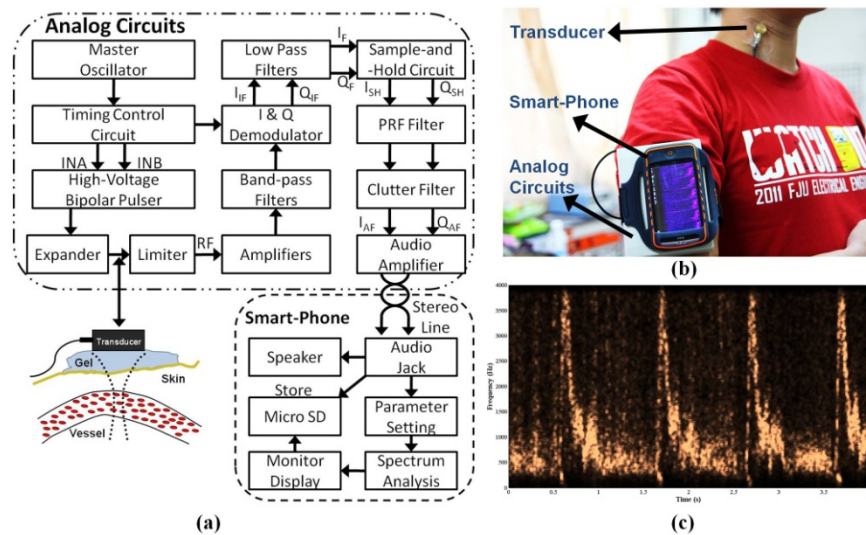 Analog Circuits
Master
Oscillator
Timing Control
Circuit
INA
INB
High-Voltage
Bipolar Pulser
Expander
Limiter
RF
Amplifiers
Band-pass
Filters
I & Q
Demodulator
I_IF
Q_IF
Low Pass
Filters
I_F
Q_F
Sample-and
-Hold Circuit
I_SH
Q_SH
PRF Filter
Clutter Filter
I_AF
Q_AF
Audio
Amplifier
Stereo
Line
Smart-Phone
Audio
Jack
Speaker
Store
Micro SD
Parameter
Setting
Monitor
Display
Spectrum
Analysis
Transducer
Gel
Skin
Vessel
(a)
Transducer
Smart-Phone
Analog
Circuits
2011 FJU ELECTRICAL
(b)
Frequency (Hz)
4000
3500
3000
2500
2000
1500
1000
500
0
0
0.5
1
1.5
2
2.5
3
3.5
Time (s)
(c)